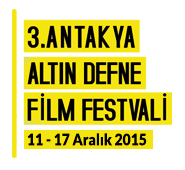 3.ANTAKYA
ALTIN DEFNE
FİLM FESTVALİ
11 - 17 Aralık 2015